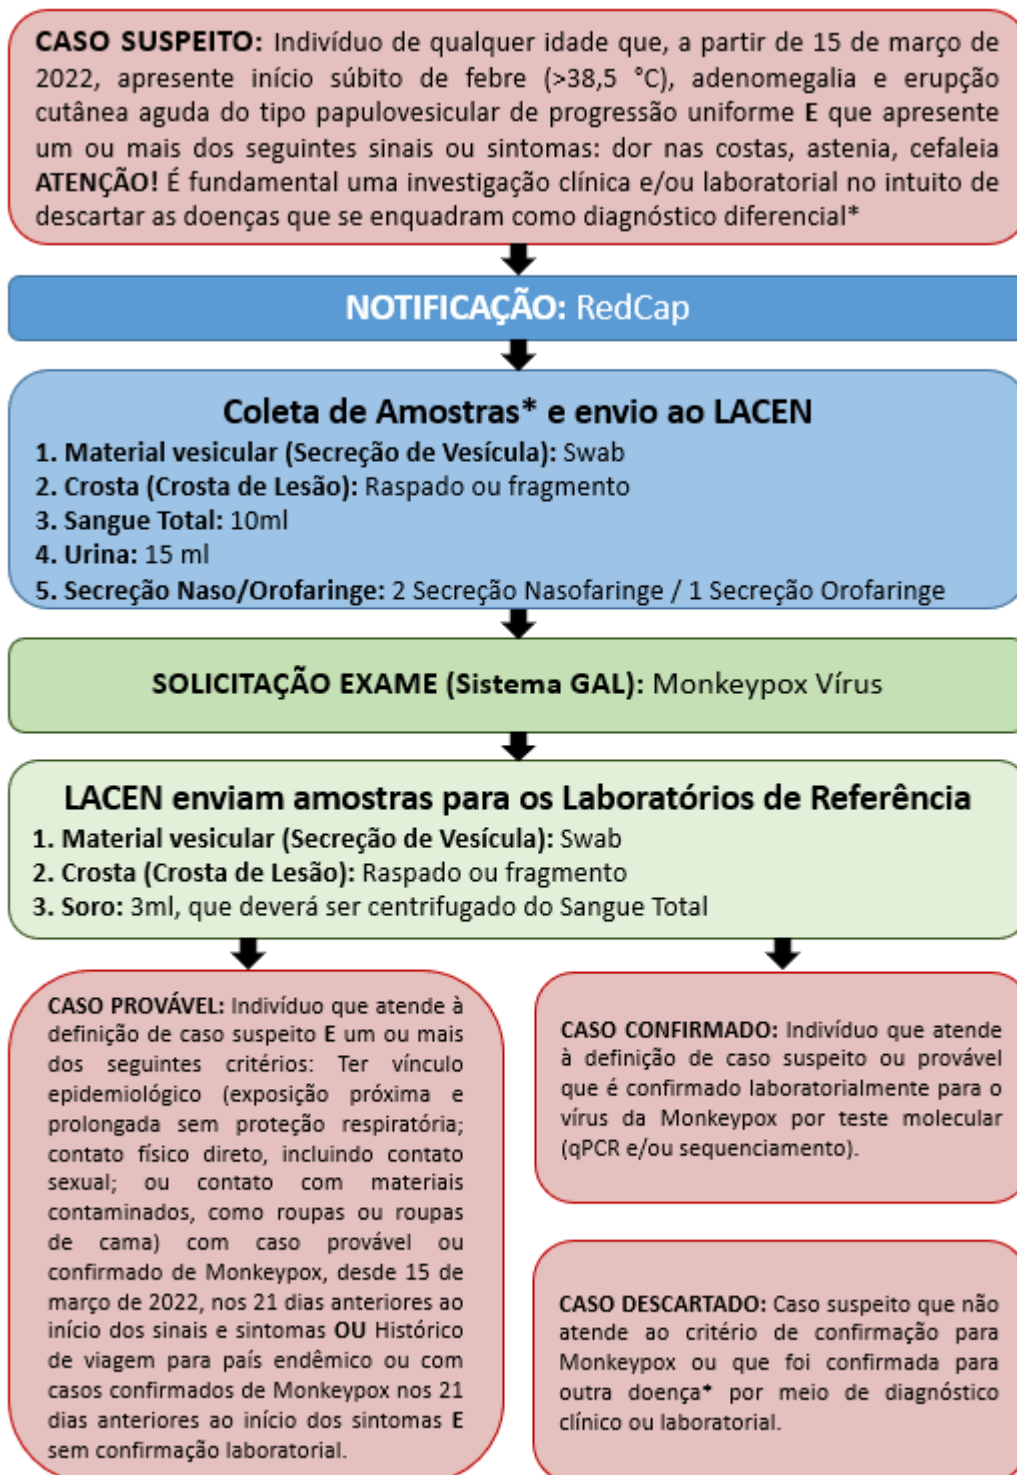 CASO SUSPEITO: Indivíduo de qualquer idade que, a partir de 15 de março de
2022, apresente início súbito de febre (>38,5 °C), adenomegalia e erupção
cutânea aguda do tipo papulovesicular de progressão uniforme E que apresente
um ou mais dos seguintes sinais ou sintomas: dor nas costas, astenia, cefaleia
ATENÇÃO! É fundamental uma investigação clínica e/ou laboratorial no intuito de
descartar as doenças que se enquadram como diagnóstico diferencial*
NOTIFICAÇÃO: RedCap
Coleta de Amostras* e envio ao LACEN
1. Material vesicular (Secreção de Vesícula): Swab
2. Crosta (Crosta de Lesão): Raspado ou fragmento
3. Sangue Total: 10ml
4. Urina: 15 ml
5. Secreção Naso/Orofaringe: 2 Secreção Nasofaringe / 1 Secreção Orofaringe
SOLICITAÇÃO EXAME (Sistema GAL): Monkeypox Vírus
LACEN enviam amostras para os Laboratórios de Referência
1. Material vesicular (Secreção de Vesícula): Swab
2. Crosta (Crosta de Lesão): Raspado ou fragmento
3. Soro: 3ml, que deverá ser centrifugado do Sangue Total
CASO PROVÁVEL: Indivíduo que atende à
definição de caso suspeito E um ou mais
dos seguintes critérios: Ter vínculo
epidemiológico (exposição próxima e
prolongada sem proteção respiratória;
contato físico direto, incluindo contato
sexual; ou contato com materiais
contaminados, como roupas ou roupas
de cama) com caso provável ou
confirmado de Monkeypox, desde 15 de
março de 2022, nos 21 dias anteriores ao
início dos sinais e sintomas OU Histórico
de viagem para país endêmico ou com
casos confirmados de Monkeypox nos 21
dias anteriores ao início dos sintomas E
sem confirmação laboratorial.
CASO CONFIRMADO: Indivíduo que atende
à definição de caso suspeito ou provável
que é confirmado laboratorialmente para o
vírus da Monkeypox por teste molecular
(qPCR e/ou sequenciamento).
CASO DESCARTADO: Caso suspeito que não
atende ao critério de confirmação para
Monkeypox ou que foi confirmada para
outra doença* por meio de diagnóstico
clínico ou laboratorial.